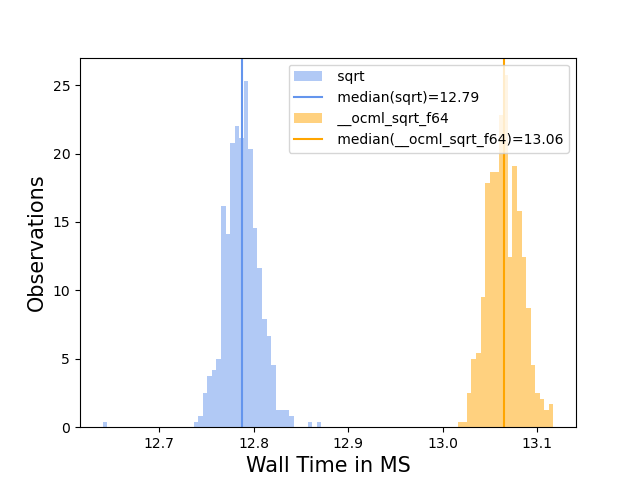 25
20
15
10
5
0
Observations
sqrt
median(sqrt)=12.79
__ocml_sqrt_f64
median(__ocml_sqrt_f64)=13.06
12.7 12.8 12.9 13.0 13.1
Wall Time in MS